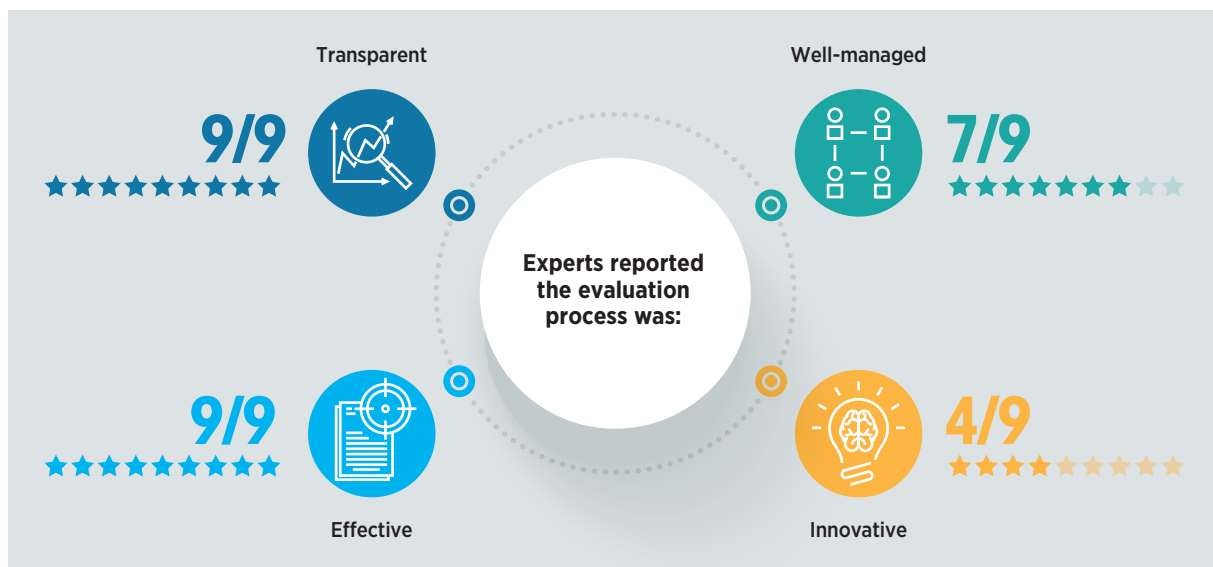 Transparent
9/9
Well-managed
7/9
Experts reported
the evaluation
process was:
9/9
Effective
4/9
Innovative